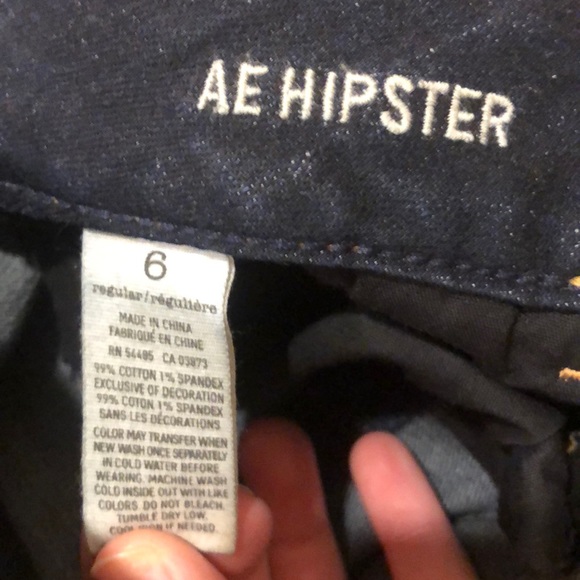 AE HIPSTER
6
regular/régulière
MADE IN CHINA
FABRIQUÉ EN CHINE
RN 54485 CA 03973
99% COTTON 1% SPANDEX
EXCLUSIVE OF DECORATION
99% COTON 1% SPANDEX
SANS LES DÉCORATIONS
COLOR MAY TRANSFER WHEN
NEW WASH ONCE SEPARATELY
IN COLD WATER BEFORE
WEARING. MACHINE WASH
COLD INSIDE OUT WITH LIKE
COLORS. DO NOT BLEACH.
TUMBLE DRY LOW.
IF NEEDED.